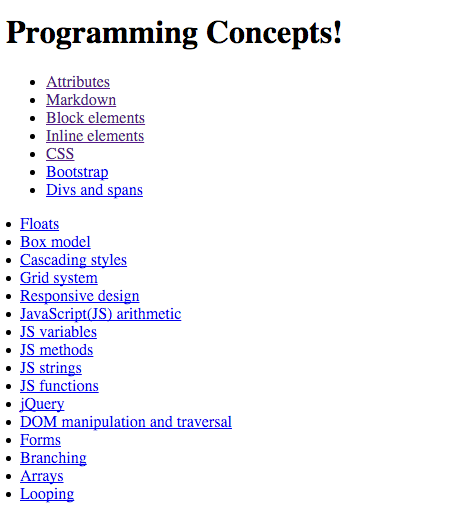 Programming Concepts!
Attributes
Markdown
Block elements
Inline elements
CSS
Bootstrap
Divs and spans
Floats
Box model
Cascading styles
Grid system
Responsive design
JavaScript(JS) arithmetic
JS variables
JS methods
JS strings
JS functions
jQuery
DOM manipulation and traversal
Forms
Branching
Arrays
Looping